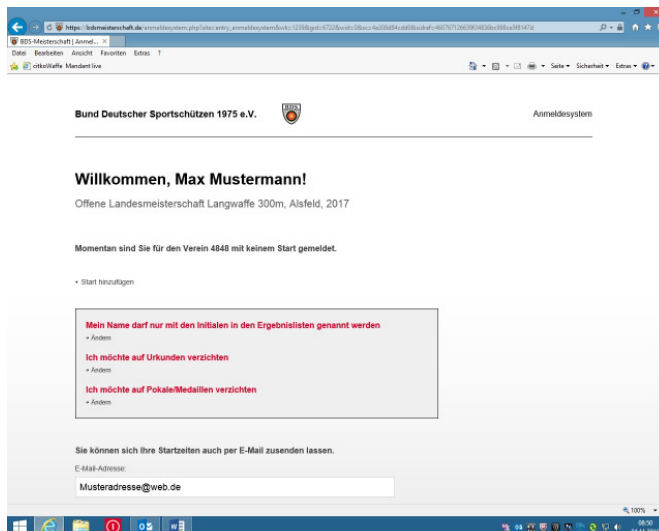 BDS-Meisterschaft | Anmel...
Datei Bearbeiten Ansicht Favoriten Extras ?
citkoWaffe Mandant live
Seite Sicherheit Extras
Bund Deutscher Sportschützen 1975 e.V.
Anmeldesystem
Willkommen, Max Mustermann!
Offene Landesmeisterschaft Langwaffe 300m, Alsfeld, 2017
Momentan sind Sie für den Verein 4848 mit keinem Start gemeldet.
+ Start hinzufügen
Mein Name darf nur mit den Initialen in den Ergebnislisten genannt werden
+ Ändern
Ich möchte auf Urkunden verzichten
+ Ändern
Ich möchte auf Pokale/Medaillen verzichten
+ Ändern
Sie können sich Ihre Startzeiten auch per E-Mail zusenden lassen.
E-Mail-Adresse:
Musteradresse@web.de
100%
08:50